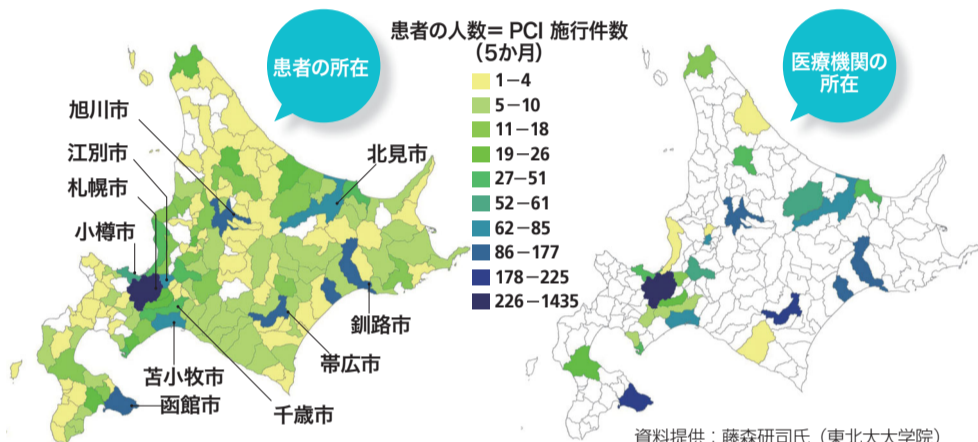 患者の人数= PCI 施行件数
(5か月)
1－4
5－10
11－18
19－26
27－51
52－61
62－85
86－177
178－225
226－1435
患者の所在
旭川市
江別市
札幌市
小樽市
北見市
釧路市
帯広市
苫小牧市
函館市
千歳市
医療機関の
所在
資料提供：藤森研司氏（東北大大学院）